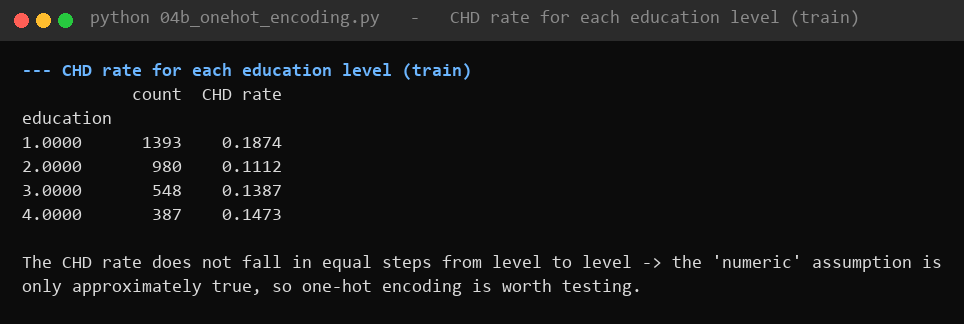 python 04b_onehot_encoding.py   -   CHD rate for each education level (train)
--- CHD rate for each education level (train)
           count  CHD rate
education
1.0000      1393    0.1874
2.0000       980    0.1112
3.0000       548    0.1387
4.0000       387    0.1473
The CHD rate does not fall in equal steps from level to level -> the 'numeric' assumption is
only approximately true, so one-hot encoding is worth testing.